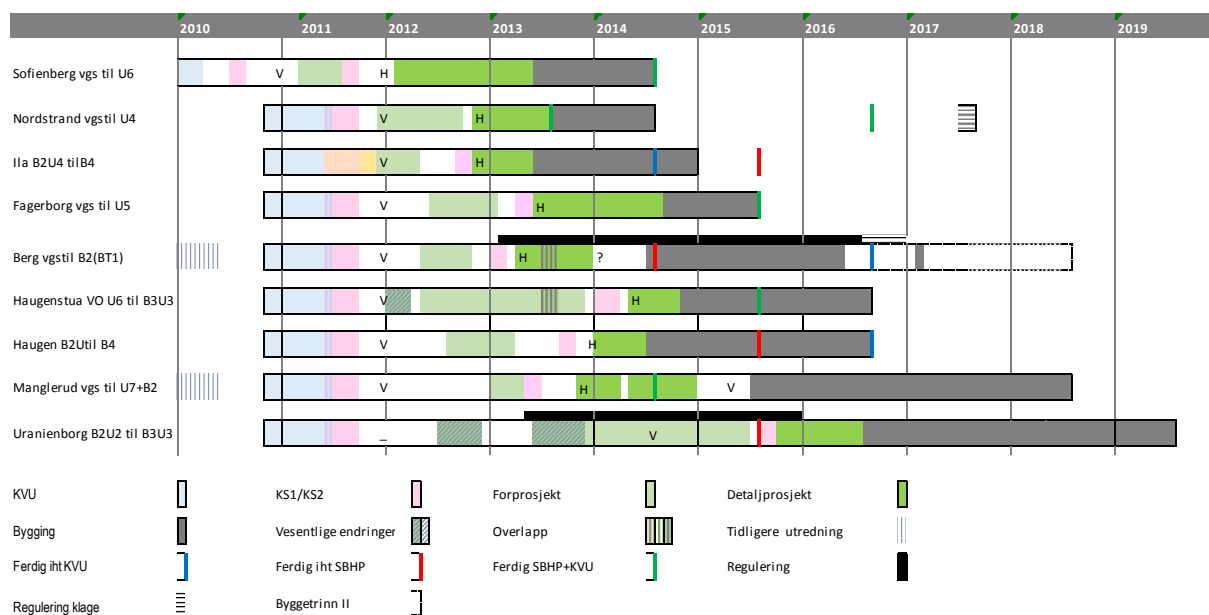 2010 2011 2012 2013 2014 2015 2016 2017 2018 2019
Sofienberg vgs til U6 V H
Nordstrand vgstil U4 V H
Ila B2U4 tilB4 V H
Fagerborg vgs til U5 V H
Berg vgstil B2(BT1) V H ?
Haugenstua VO U6 til B3U3 V H
Haugen B2Util B4 V H
Manglerud vgs til U7+B2 V H V
Uranienborg B2U2 til B3U3 _ V
KVU KS1/KS2 Forprosjekt Detaljprosjekt
Bygging Vesentlige endringer Overlapp Tidligere utredning
Ferdig iht KVU Ferdig iht SBHP Ferdig SBHP+KVU Regulering
Regulering klage Byggetrinn II